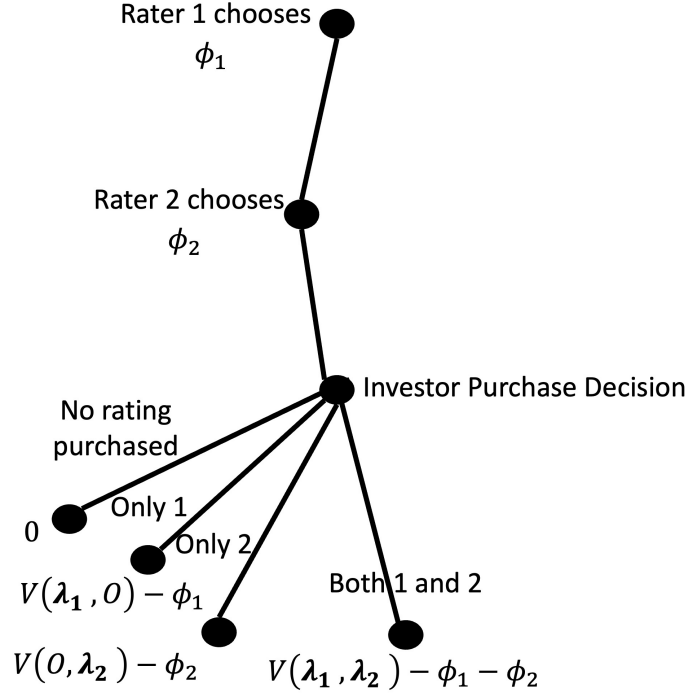 Rater 1 chooses
𝜙₁
Rater 2 chooses
𝜙₂
Investor Purchase Decision
No rating
purchased
Only 1
0
Only 2
Both 1 and 2
V(𝝀₁ ,O) − 𝜙₁
V(O, 𝝀₂ ) − 𝜙₂
V(𝝀₁ , 𝝀₂ ) − 𝜙₁ − 𝜙₂